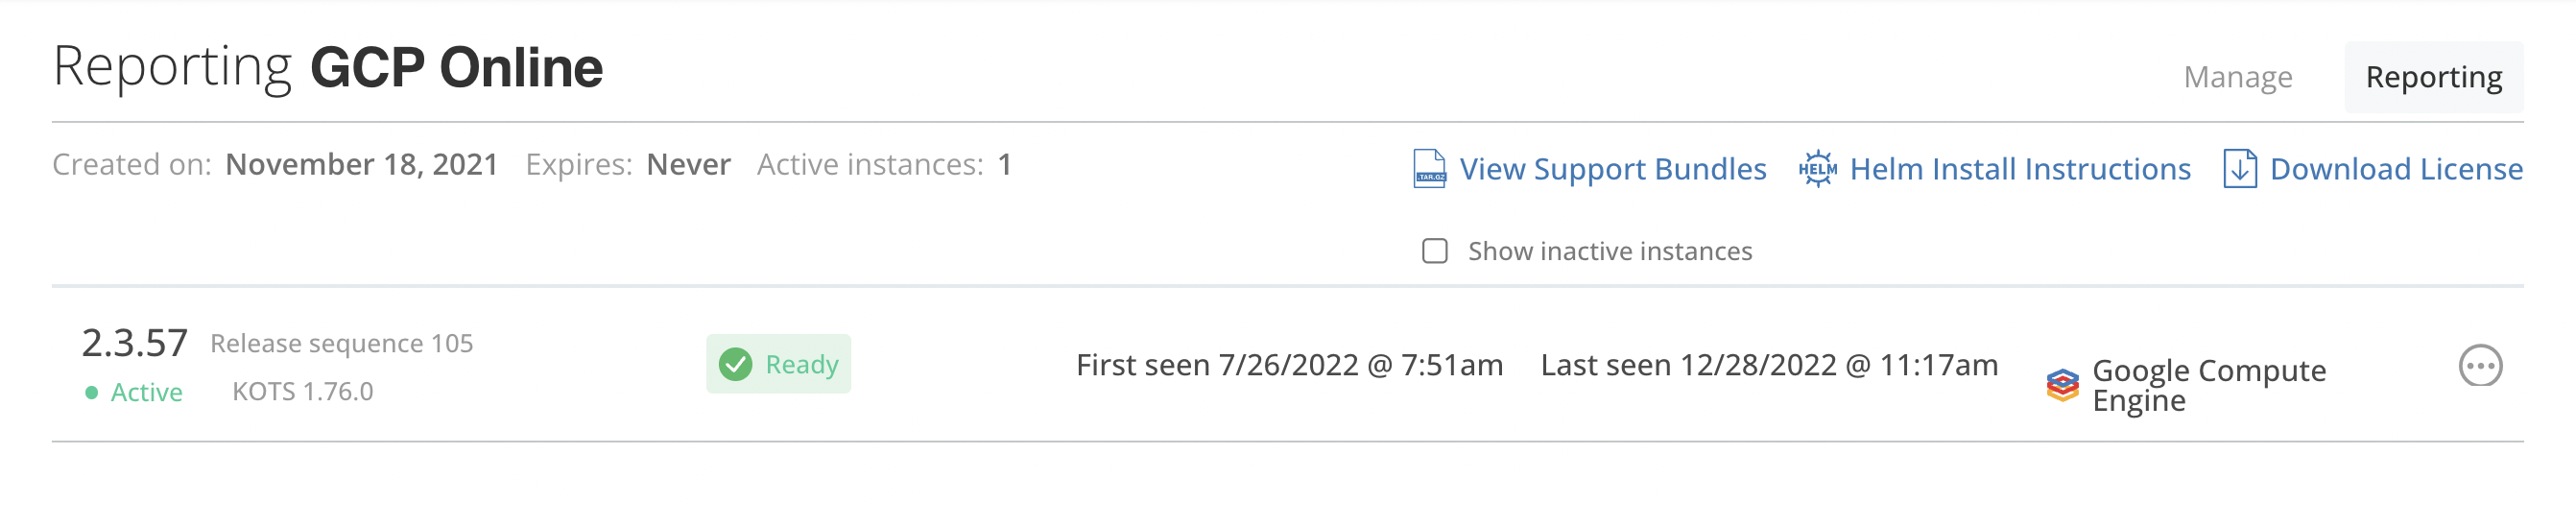 Reporting GCP Online
Manage
Reporting
Created on: November 18, 2021 Expires: Never Active instances: 1
.TAR.GZ View Support Bundles
HELM Helm Install Instructions
Download License
Show inactive instances
2.3.57 Release sequence 105
Active KOTS 1.76.0
Ready
First seen 7/26/2022 @ 7:51am
Last seen 12/28/2022 @ 11:17am
Google Compute
Engine